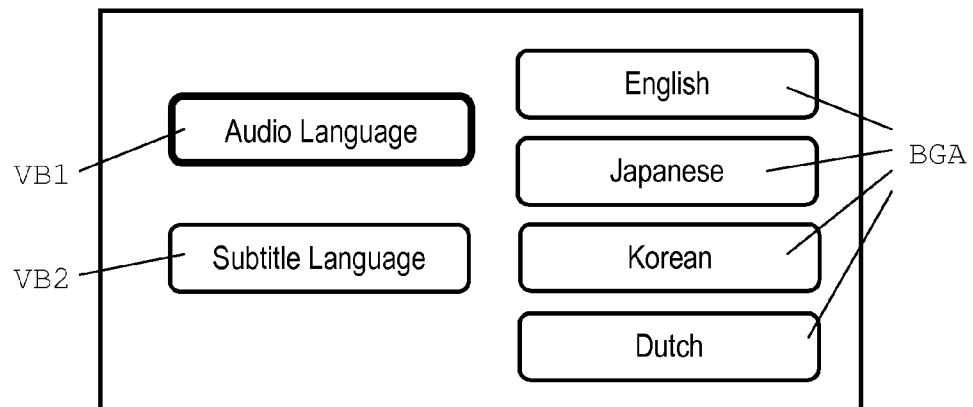 English
Audio Language
VB1
Japanese
BGA
Subtitle Language
VB2
Korean
Dutch